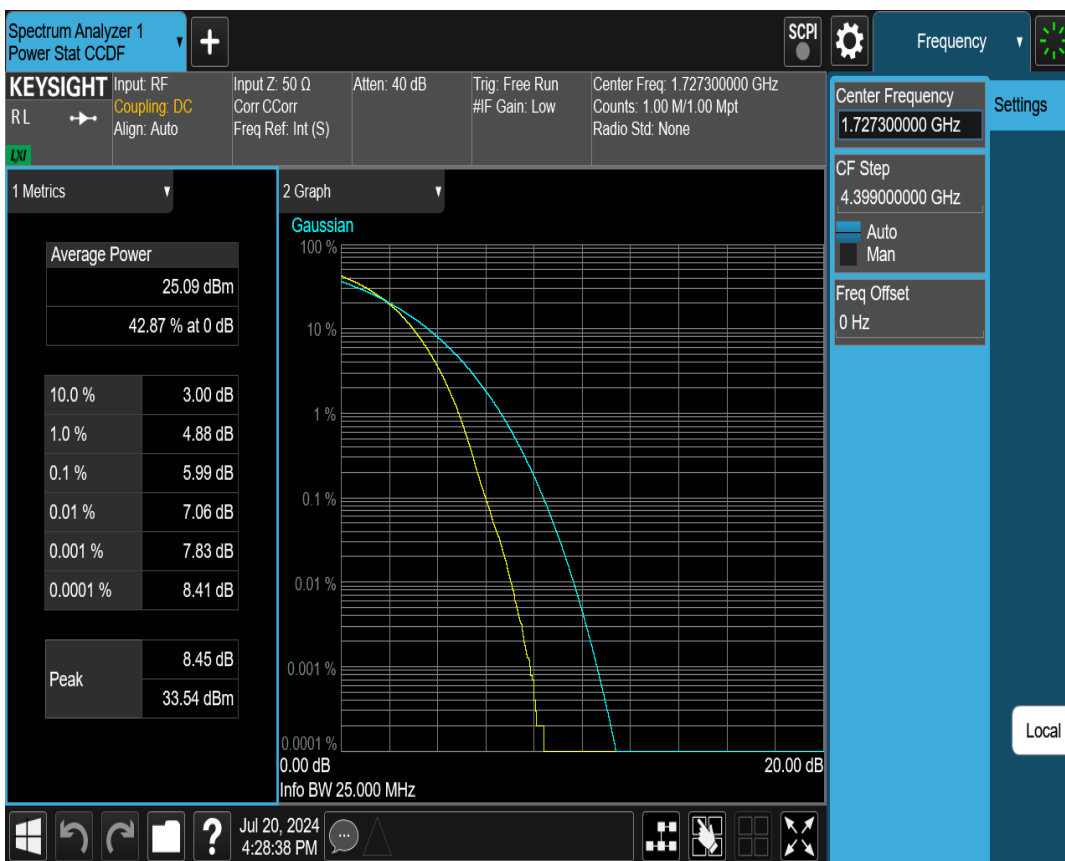 Spectrum Analyzer 1
Power Stat CCDF
SCPI
Frequency
KEYSIGHT
RL
LXI
Input: RF
Coupling: DC
Align: Auto
Input Z: 50 Ω
Corr CCorr
Freq Ref: Int (S)
Atten: 40 dB
Trig: Free Run
#IF Gain: Low
Center Freq: 1.727300000 GHz
Counts: 1.00 M/1.00 Mpt
Radio Std: None
Center Frequency
1.727300000 GHz
Settings
CF Step
4.399000000 GHz
Auto
Man
Freq Offset
0 Hz
Local
1 Metrics
Average Power
25.09 dBm
42.87 % at 0 dB
10.0 % 3.00 dB
1.0 % 4.88 dB
0.1 % 5.99 dB
0.01 % 7.06 dB
0.001 % 7.83 dB
0.0001 % 8.41 dB
Peak
8.45 dB
33.54 dBm
2 Graph
Gaussian
100 %
10 %
1 %
0.1 %
0.01 %
0.001 %
0.0001 %
0.00 dB 20.00 dB
Info BW 25.000 MHz
?
Jul 20, 2024
4:28:38 PM